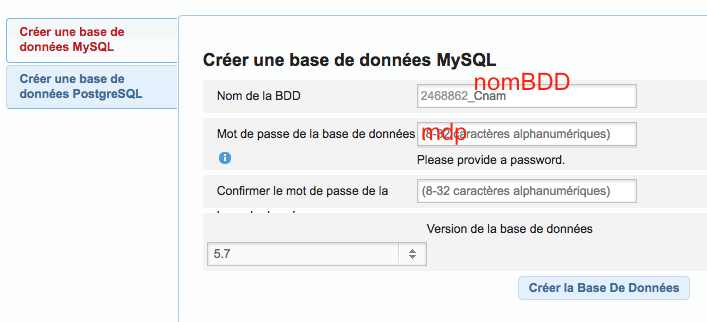 Créer une base de
données MySQL
Créer une base de
données PostgreSQL
Créer une base de données MySQL
nomBDD
Nom de la BDD
2468862_Cnam
mdp
Mot de passe de la base de données
(8-32 caractères alphanumériques)
Please provide a password.
Confirmer le mot de passe de la
(8-32 caractères alphanumériques)
Version de la base de données
5.7
Créer la Base De Données